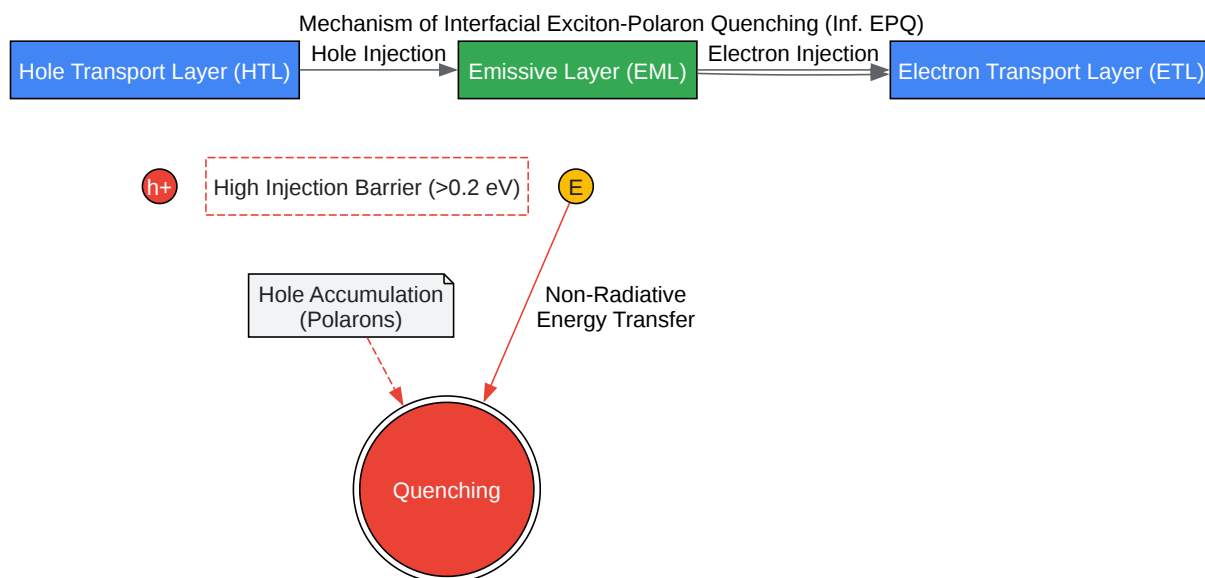 Mechanism of Interfacial Exciton-Polaron Quenching (Inf. EPQ)
Hole Transport Layer (HTL)
Hole Injection
Emissive Layer (EML)
Electron Injection
Electron Transport Layer (ETL)
h+
High Injection Barrier (>0.2 eV)
E
Hole Accumulation
(Polarons)
Non-Radiative
Energy Transfer
Quenching